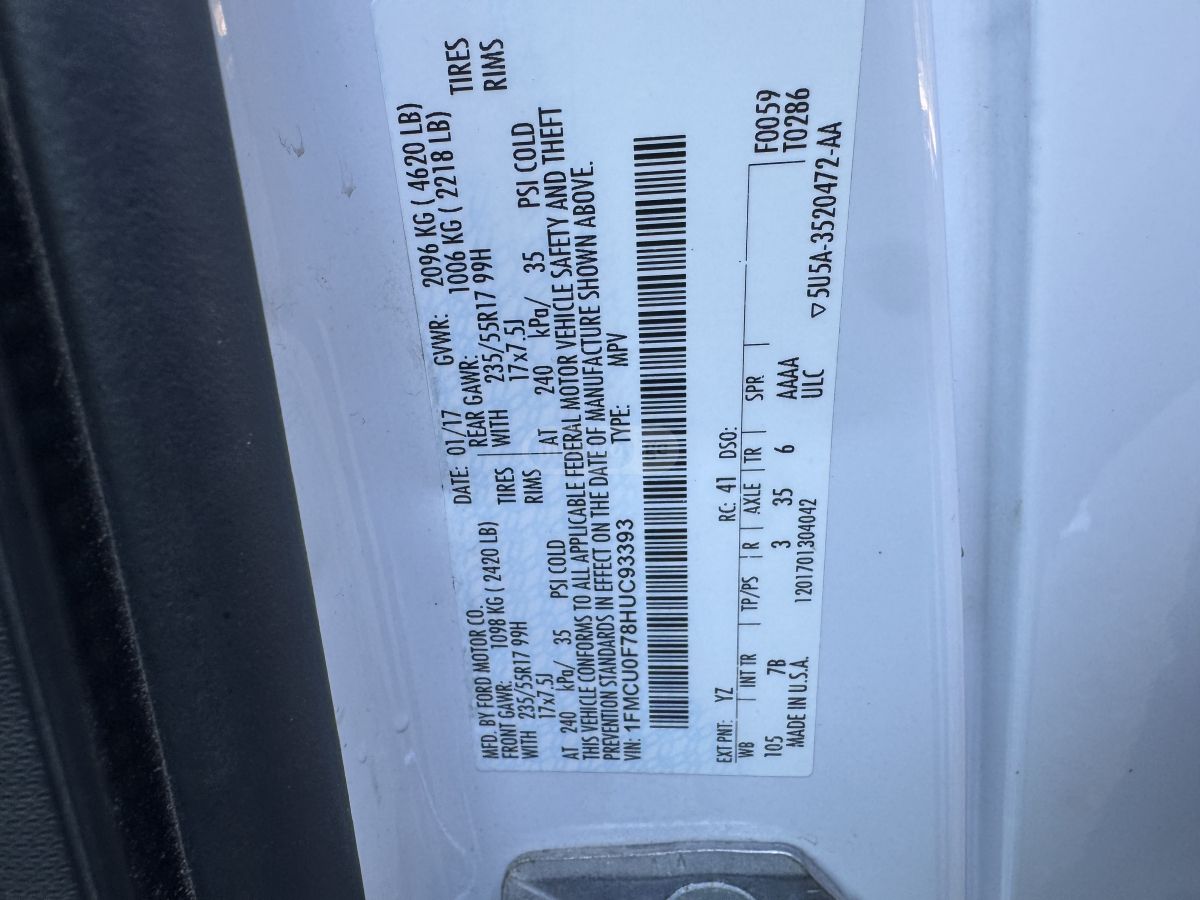 MFD. BY FORD MOTOR CO.
DATE: 01/17 GVWR: 2096 KG ( 4620 LB)
FRONT GAWR: 1098 KG ( 2420 LB) REAR GAWR: 1006 KG ( 2218 LB)
WITH 235/55R17 99H TIRES WITH 235/55R17 99H TIRES
17x7.5J RIMS 17x7.5J RIMS
AT 240 kPa/ 35 PSI COLD AT 240 kPa/ 35 PSI COLD
THIS VEHICLE CONFORMS TO ALL APPLICABLE FEDERAL MOTOR VEHICLE SAFETY AND THEFT
PREVENTION STANDARDS IN EFFECT ON THE DATE OF MANUFACTURE SHOWN ABOVE.
VIN: 1FMCU0F78HUC93393 TYPE: MPV
EXT PNT: YZ RC: 41 DSO: F0059
WB INT TR TP/PS R AXLE TR SPR T0286
105 7B 3 35 6 AAAA
MADE IN U.S.A. 1201701304042 ULC ▽5U5A-3520472-AA